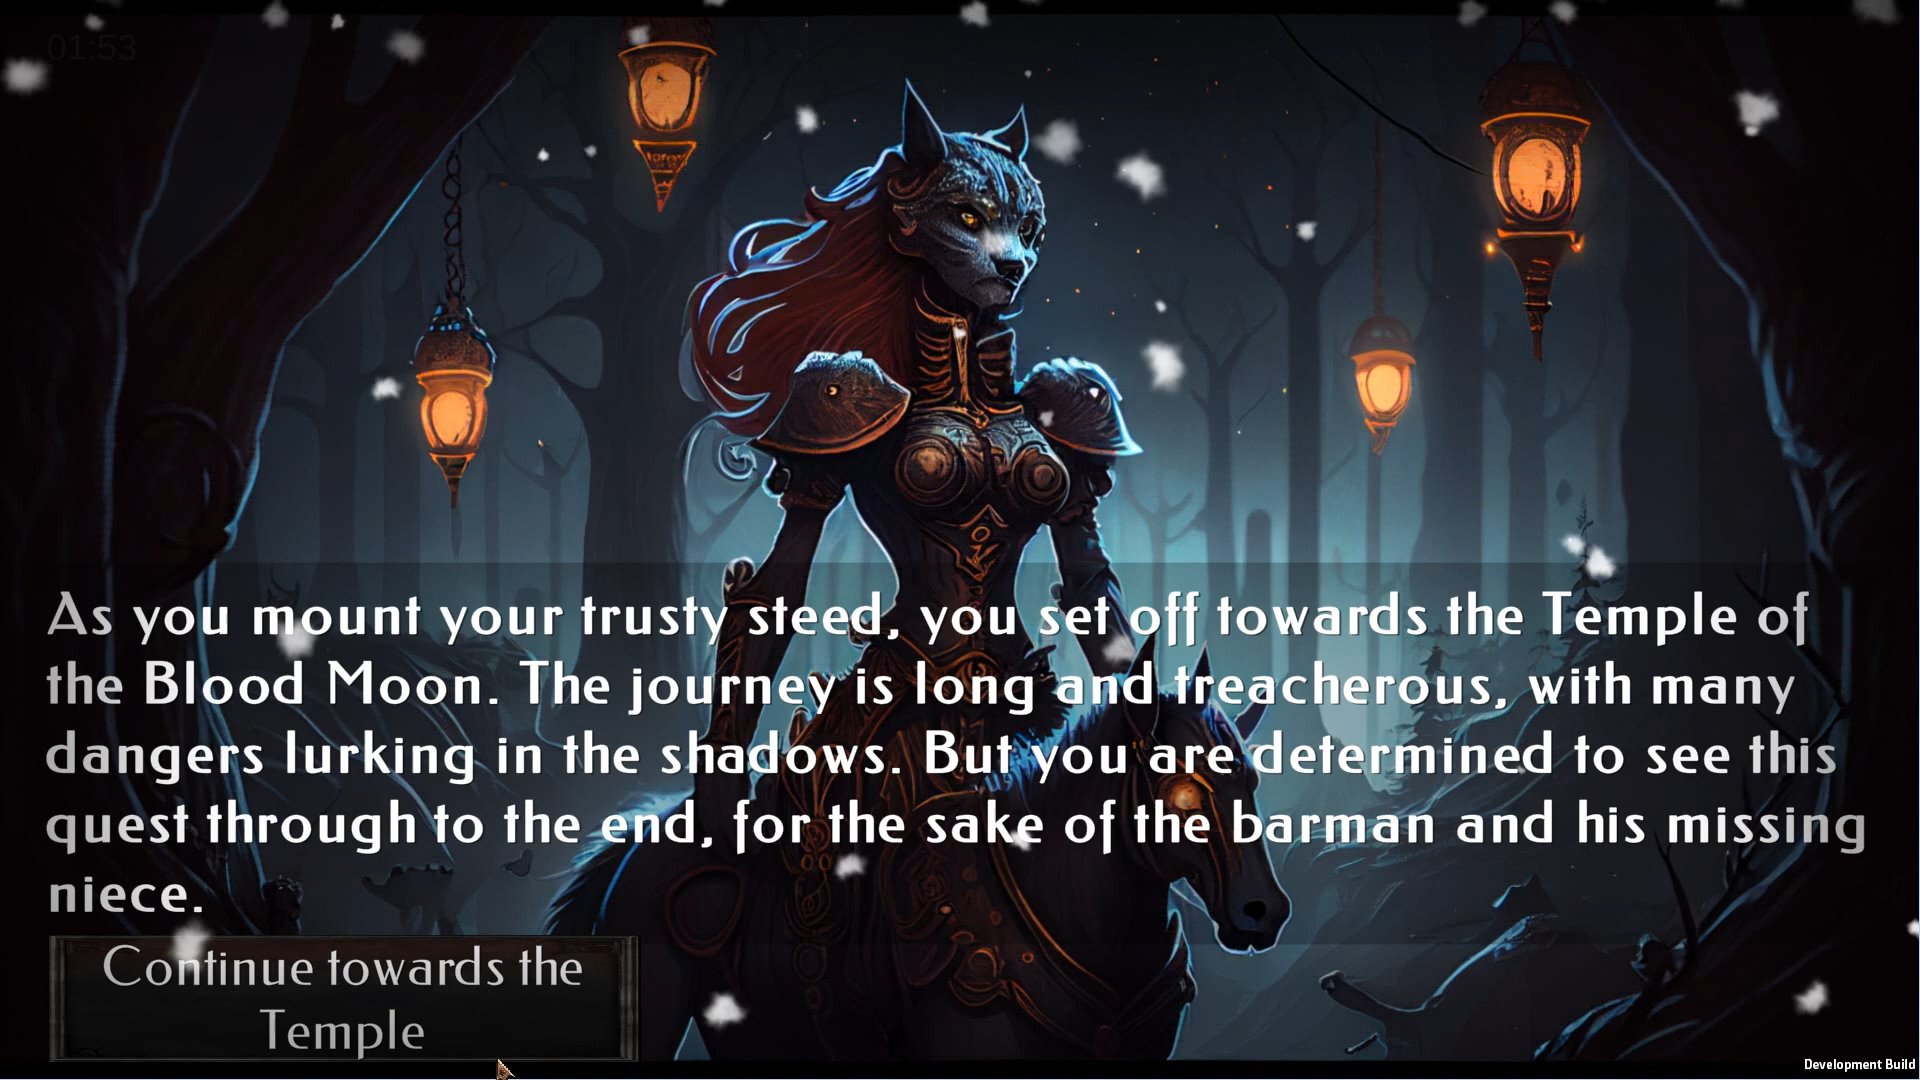 01:53
As you mount your trusty steed, you set off towards the Temple of
the Blood Moon. The journey is long and treacherous, with many
dangers lurking in the shadows. But you are determined to see this
quest through to the end, for the sake of the barman and his missing
niece.
Continue towards the
Temple
Development Build